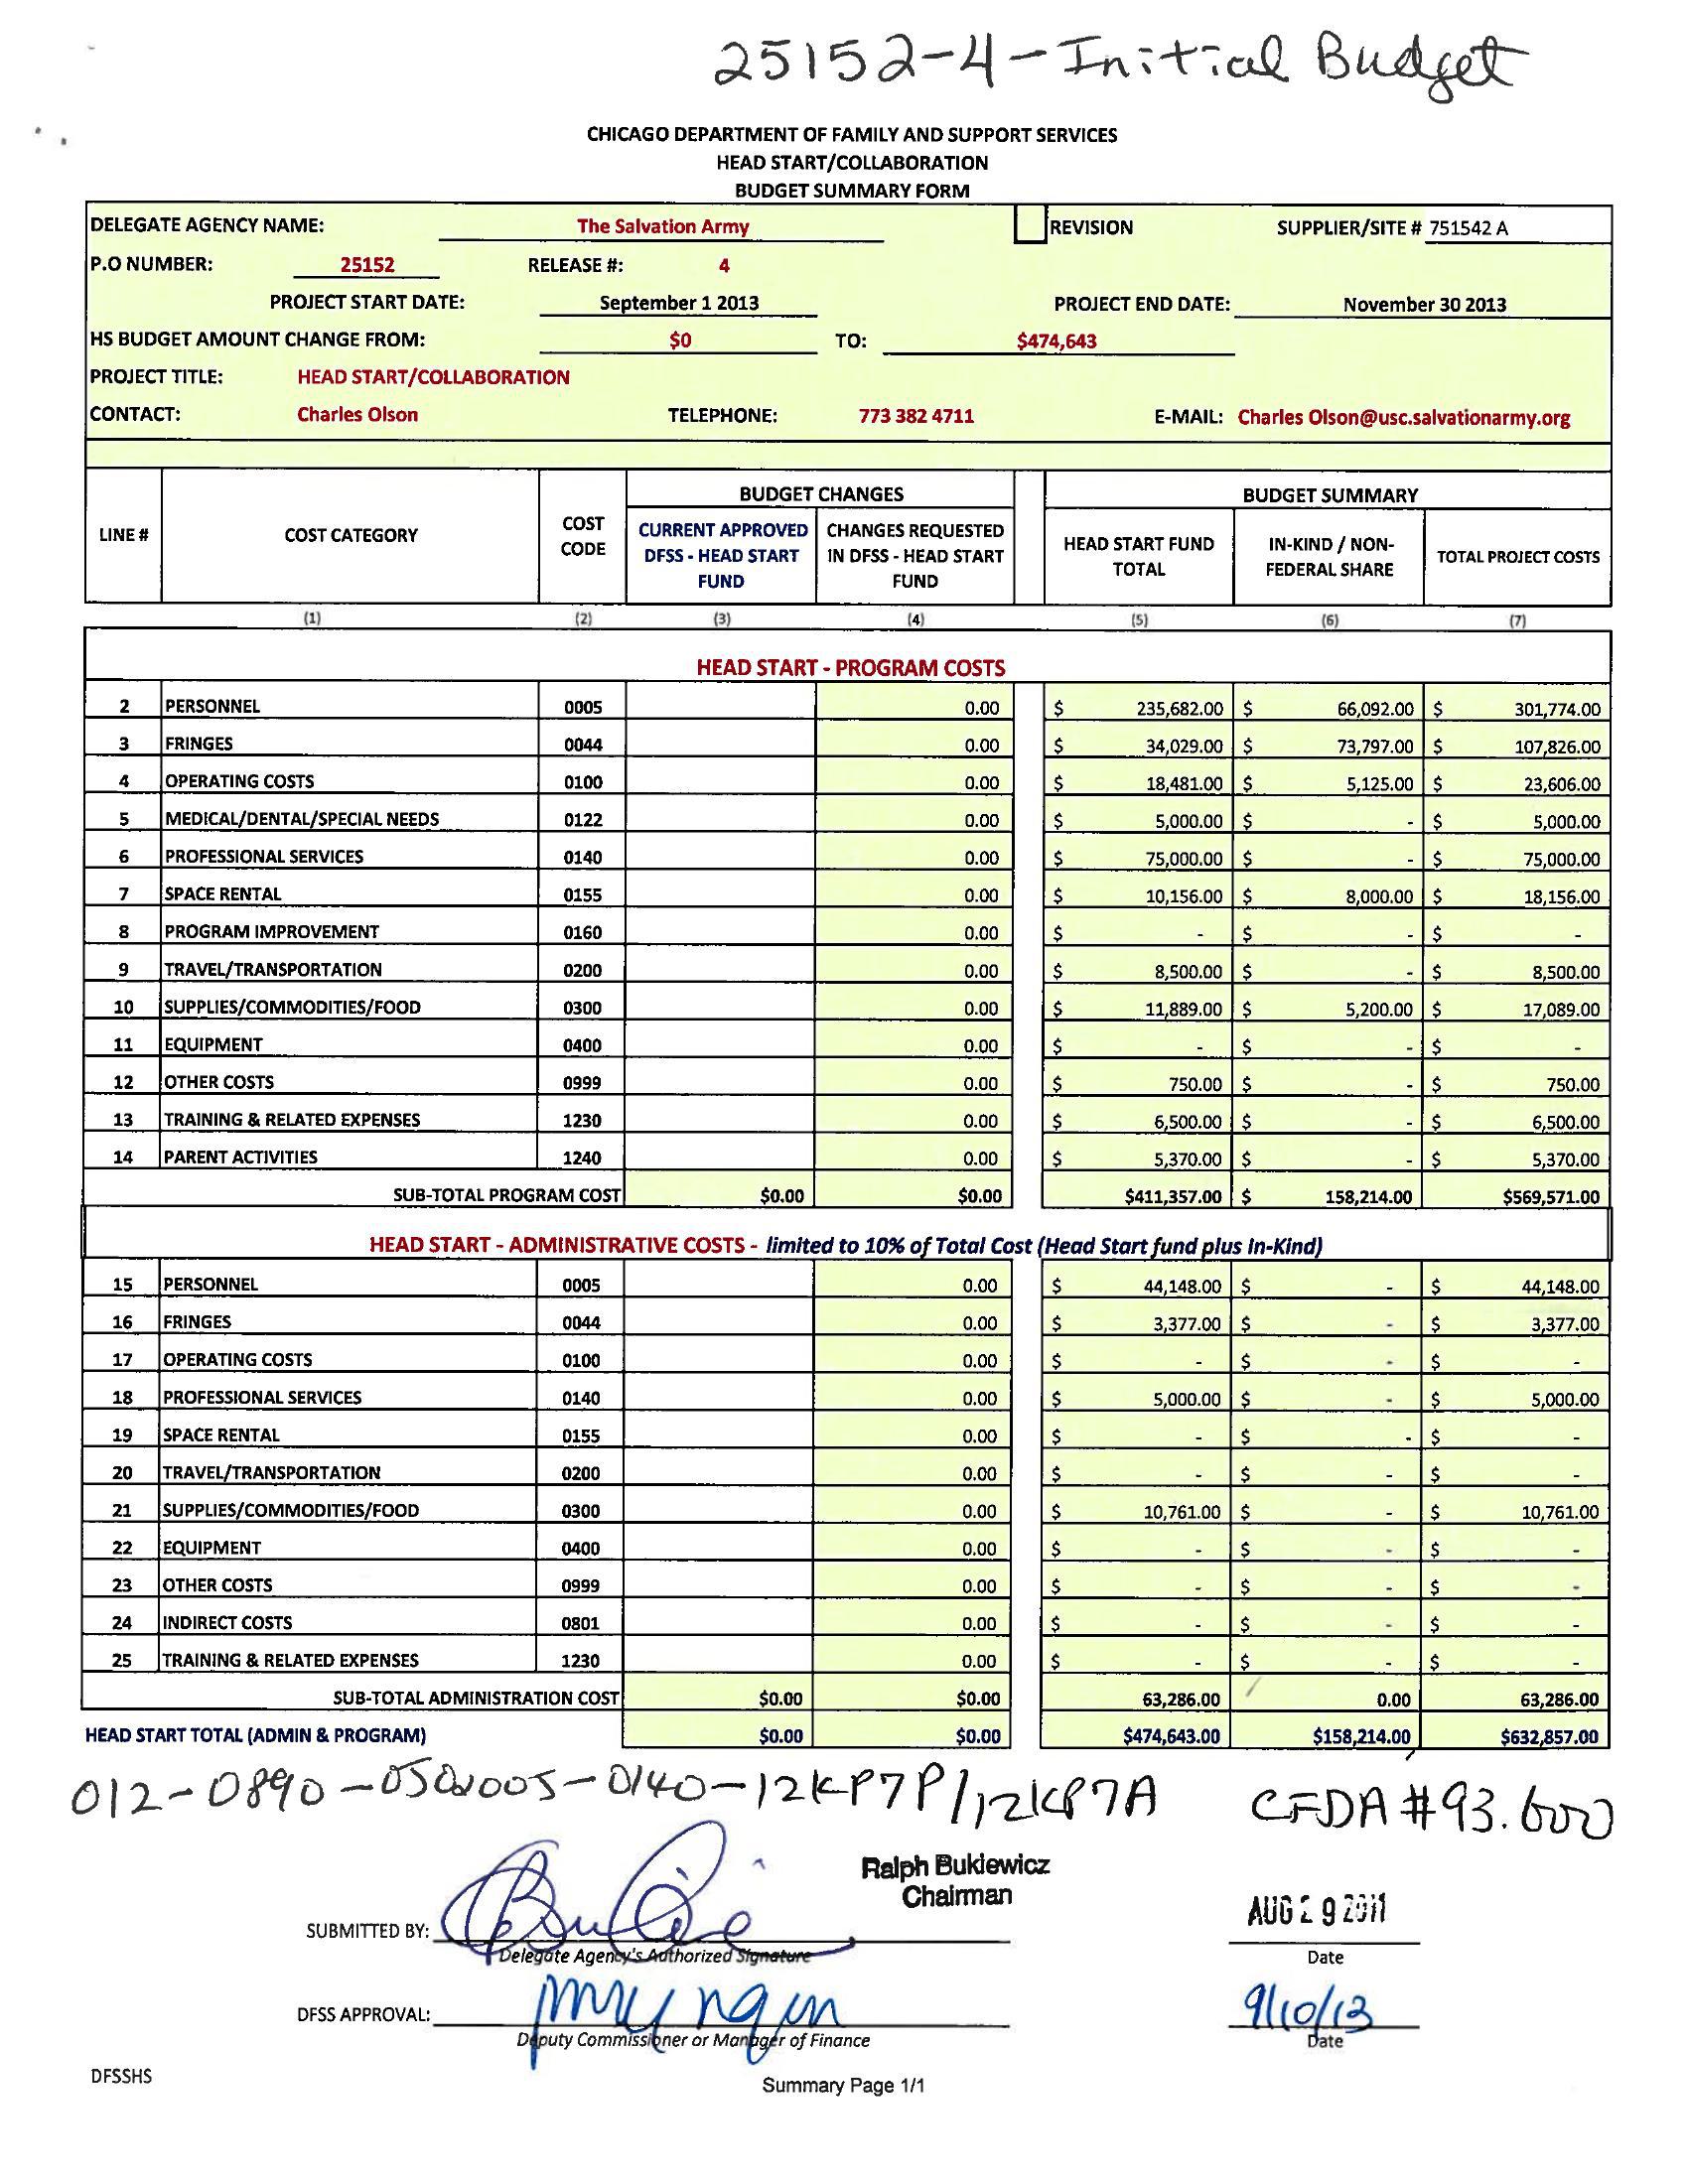 25152-4-Initial Budget
CHICAGO DEPARTMENT OF FAMILY AND SUPPORT SERVICES
HEAD START/COLLABORATION
BUDGET SUMMARY FORM
DELEGATE AGENCY NAME: The Salvation Army REVISION SUPPLIER/SITE # 751542 A
P.O NUMBER: 25152 RELEASE #: 4
PROJECT START DATE: September 1 2013 PROJECT END DATE: November 30 2013
HS BUDGET AMOUNT CHANGE FROM: $0 TO: $474,643
PROJECT TITLE: HEAD START/COLLABORATION
CONTACT: Charles Olson TELEPHONE: 773 382 4711 E-MAIL: Charles Olson@usc.salvationarmy.org
BUDGET CHANGES BUDGET SUMMARY
LINE # COST CATEGORY COST CODE CURRENT APPROVED DFSS - HEAD START FUND CHANGES REQUESTED IN DFSS - HEAD START FUND HEAD START FUND TOTAL IN-KIND / NON-FEDERAL SHARE TOTAL PROJECT COSTS
(1) (2) (3) (4) (5) (6) (7)
HEAD START - PROGRAM COSTS
2 PERSONNEL 0005 0.00 $ 235,682.00 $ 66,092.00 $ 301,774.00
3 FRINGES 0044 0.00 $ 34,029.00 $ 73,797.00 $ 107,826.00
4 OPERATING COSTS 0100 0.00 $ 18,481.00 $ 5,125.00 $ 23,606.00
5 MEDICAL/DENTAL/SPECIAL NEEDS 0122 0.00 $ 5,000.00 $ - $ 5,000.00
6 PROFESSIONAL SERVICES 0140 0.00 $ 75,000.00 $ - $ 75,000.00
7 SPACE RENTAL 0155 0.00 $ 10,156.00 $ 8,000.00 $ 18,156.00
8 PROGRAM IMPROVEMENT 0160 0.00 $ - $ - $ -
9 TRAVEL/TRANSPORTATION 0200 0.00 $ 8,500.00 $ - $ 8,500.00
10 SUPPLIES/COMMODITIES/FOOD 0300 0.00 $ 11,889.00 $ 5,200.00 $ 17,089.00
11 EQUIPMENT 0400 0.00 $ - $ - $ -
12 OTHER COSTS 0999 0.00 $ 750.00 $ - $ 750.00
13 TRAINING & RELATED EXPENSES 1230 0.00 $ 6,500.00 $ - $ 6,500.00
14 PARENT ACTIVITIES 1240 0.00 $ 5,370.00 $ - $ 5,370.00
SUB-TOTAL PROGRAM COST $0.00 $0.00 $411,357.00 $ 158,214.00 $569,571.00
HEAD START - ADMINISTRATIVE COSTS - limited to 10% of Total Cost (Head Start fund plus In-Kind)
15 PERSONNEL 0005 0.00 $ 44,148.00 $ - $ 44,148.00
16 FRINGES 0044 0.00 $ 3,377.00 $ - $ 3,377.00
17 OPERATING COSTS 0100 0.00 $ - $ - $ -
18 PROFESSIONAL SERVICES 0140 0.00 $ 5,000.00 $ - $ 5,000.00
19 SPACE RENTAL 0155 0.00 $ - $ - $ -
20 TRAVEL/TRANSPORTATION 0200 0.00 $ - $ - $ -
21 SUPPLIES/COMMODITIES/FOOD 0300 0.00 $ 10,761.00 $ - $ 10,761.00
22 EQUIPMENT 0400 0.00 $ - $ - $ -
23 OTHER COSTS 0999 0.00 $ - $ - $ -
24 INDIRECT COSTS 0801 0.00 $ - $ - $ -
25 TRAINING & RELATED EXPENSES 1230 0.00 $ - $ - $ -
SUB-TOTAL ADMINISTRATION COST $0.00 $0.00 63,286.00 0.00 63,286.00
HEAD START TOTAL (ADMIN & PROGRAM) $0.00 $0.00 $474,643.00 $158,214.00 $632,857.00
012-0890-0502005-0140-12KP7P/12KP7A CFDA #93.600
Ralph Bukiewicz
Chairman
SUBMITTED BY: AUG 29
Delegate Agency's Authorized Signature Date
DFSS APPROVAL: 9/10/13
Deputy Commissioner or Manager of Finance Date
DFSSHS
Summary Page 1/1